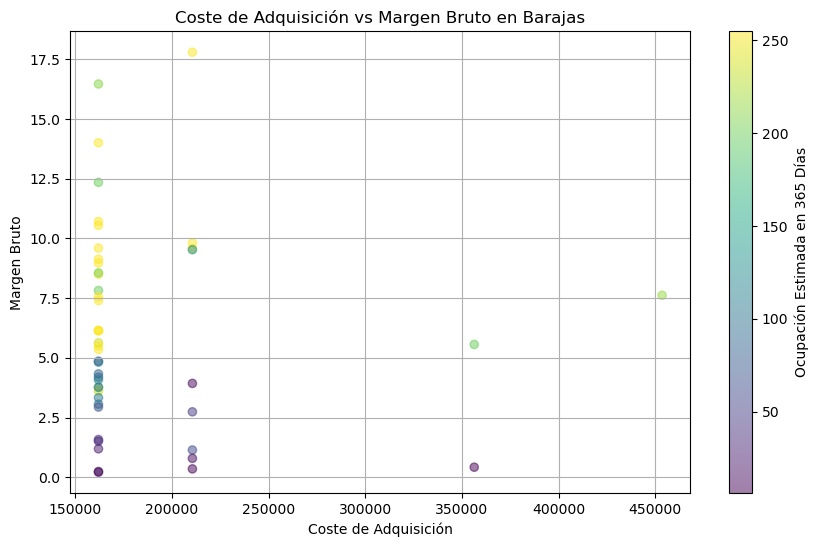 Coste de Adquisición vs Margen Bruto en Barajas
17.5
15.0
12.5
10.0
7.5
5.0
2.5
0.0
Margen Bruto
150000 200000 250000 300000 350000 400000 450000
Coste de Adquisición
250
200
150
100
50
Ocupación Estimada en 365 Días